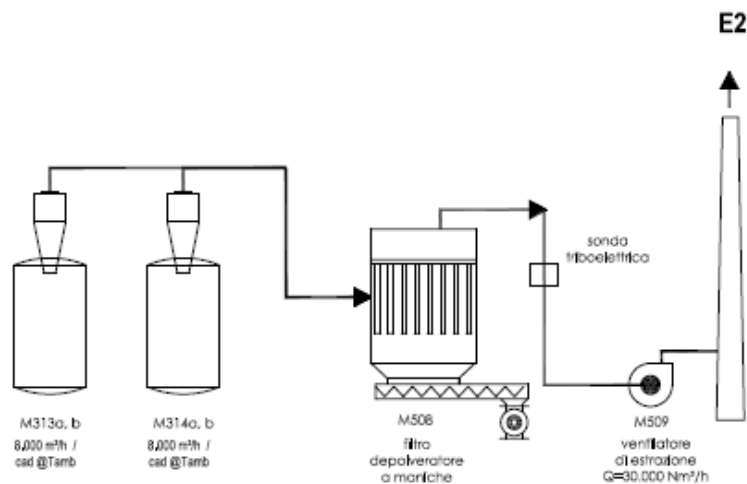 E2
sonda
triboelettrica
M313a, b
8,000 m³/h /
cad @Tamb
M314a, b
8,000 m³/h /
cad @Tamb
M508
filtro
depolveratore
a maniche
M509
ventilatore
di estrazione
Q=30.000 Nm³/h